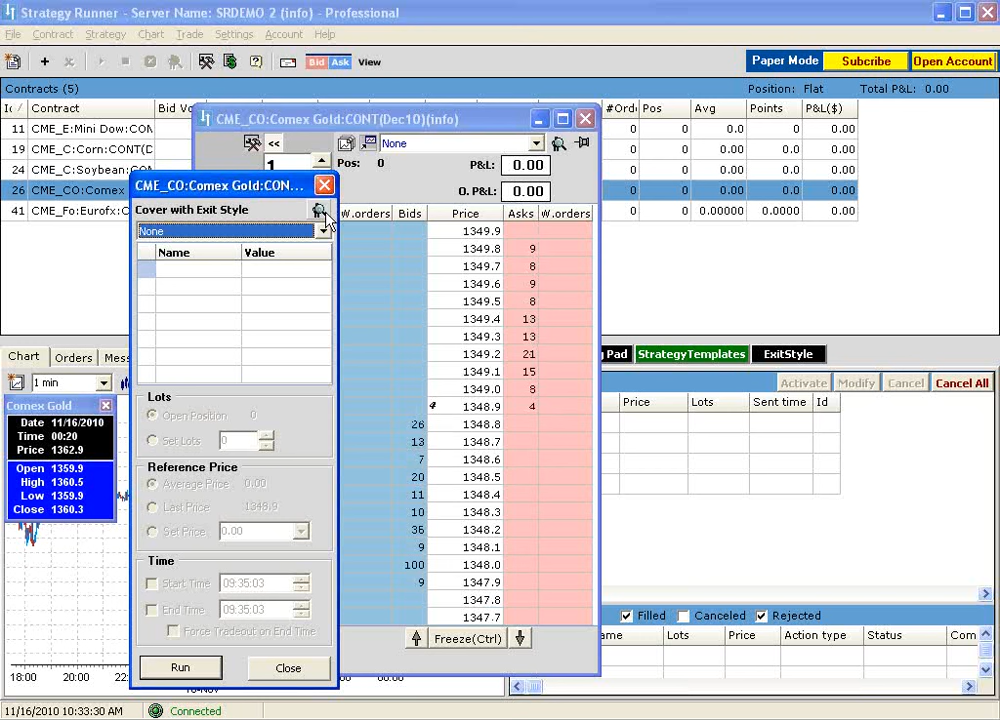 Strategy Runner - Server Name: SRDEMO 2 (info) - Professional
File Contract Strategy Chart Trade Settings Account Help
Bid Ask View Paper Mode Subcribe Open Account
Contracts (5) Position: Flat Total P&L: 0.00
Contract Bid Vo #Orde Pos Avg Points P&L($)
11 CME_E:Mini Dow:CON 0 0 0.0 0 0.00
19 CME_C:Corn:CONT(D 0 0 0.0 0 0.00
24 CME_C:Soybean:CO 0 0 0.0 0 0.00
26 CME_CO:Comex 0 0 0.0 0 0.00
41 CME_Fo:Eurofx:C 0 0 0.00000 0.0000 0.00
CME_CO:Comex Gold:CONT(Dec10)(info)
<< None
1 Pos: 0 P&L: 0.00
O. P&L: 0.00
W.orders Bids Price Asks W.orders
1349.9
1349.8 9
1349.7 8
1349.6 9
1349.5 8
1349.4 13
1349.3 13
1349.2 21
1349.1 15
1349.0 8
1348.9 4
26 1348.8
13 1348.7
7 1348.6
20 1348.5
11 1348.4
10 1348.3
36 1348.2
9 1348.1
100 1348.0
9 1347.9
1347.8
1347.7
Freeze(Ctrl)
CME_CO:Comex Gold:CON...
Cover with Exit Style
None
Name Value
Lots
Open Position 0
Set Lots 0
Reference Price
Average Price 0.00
Last Price 1348.9
Set Price 0.00
Time
Start Time 09:35:03
End Time 09:35:03
Force Tradeout on End Time
Run Close
Chart Orders Mess
1 min
Comex Gold
Date 11/16/2010
Time 00:20
Price 1362.9
Open 1359.9
High 1360.5
Low 1359.9
Close 1360.3
18:00 20:00 22: 16-Nov 00:00
g Pad StrategyTemplates ExitStyle
Activate Modify Cancel Cancel All
Price Lots Sent time Id
Filled Canceled Rejected
ame Lots Price Action type Status Com
11/16/2010 10:33:30 AM Connected